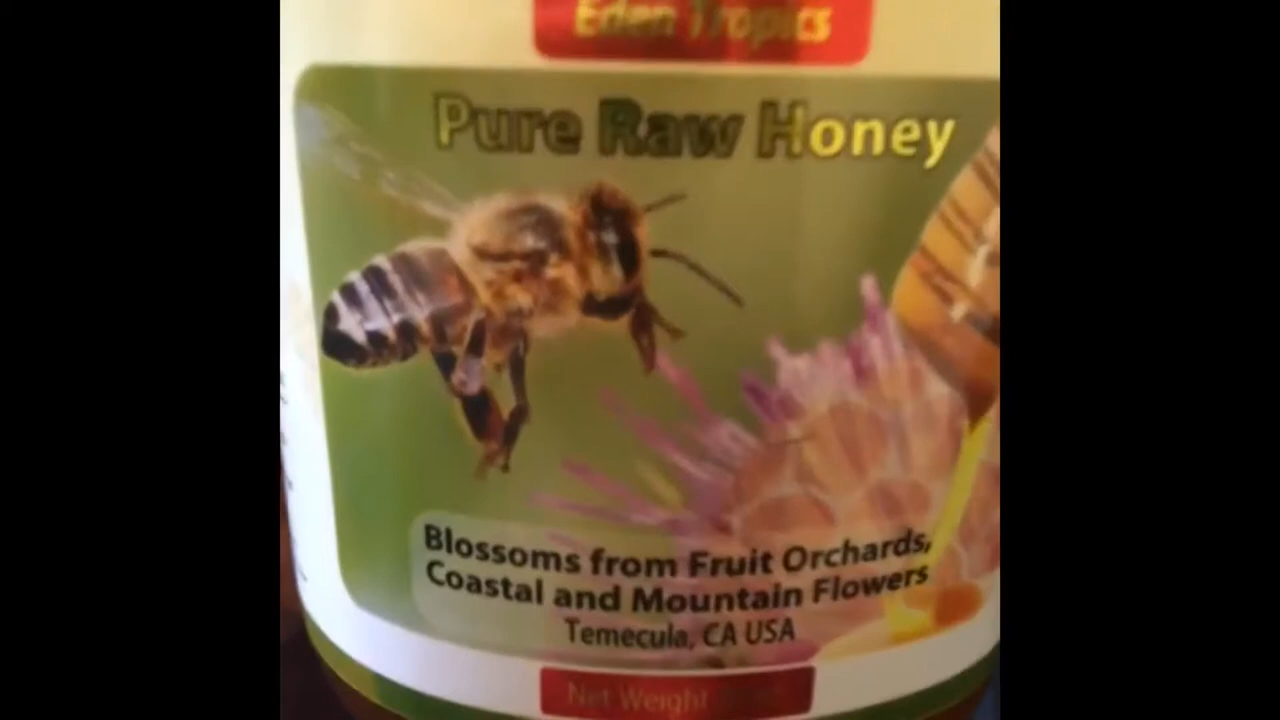 Eden Tropics
Pure Raw Honey
Blossoms from Fruit Orchards,
Coastal and Mountain Flowers
Temecula, CA USA
Net Weight